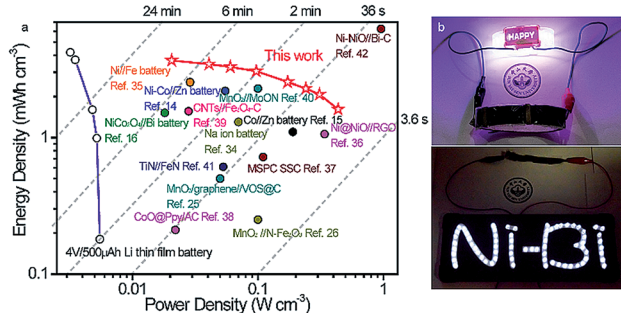 24 min 6 min 2 min 36 s
a
Ni-NiO//Bi-C
Ref. 42
This work
Ni//Fe battery
Ref. 35
Ni-Co//Zn battery
Ref. 14
MnO₂//MoON Ref. 40
CNTs//Fe₃O₄-C
Ref. 39
NiCo₂O₄//Bi battery
Ref. 16
Co//Zn battery Ref. 15
Na ion battery
Ref. 34
Ni@NiO//RGO
Ref. 36
3.6 s
TiN//FeN Ref. 41
MSPC SSC Ref. 37
MnO₂/graphene//VOS@C
Ref. 25
CoO@Ppy//AC Ref. 38
MnO₂//N-Fe₂O₃ Ref. 26
4V/500µAh Li thin film battery
Energy Density (mWh cm⁻³)
1
0.1
0.01 0.1 1
Power Density (W cm⁻³)
b
HAPPY
Ni-Bi